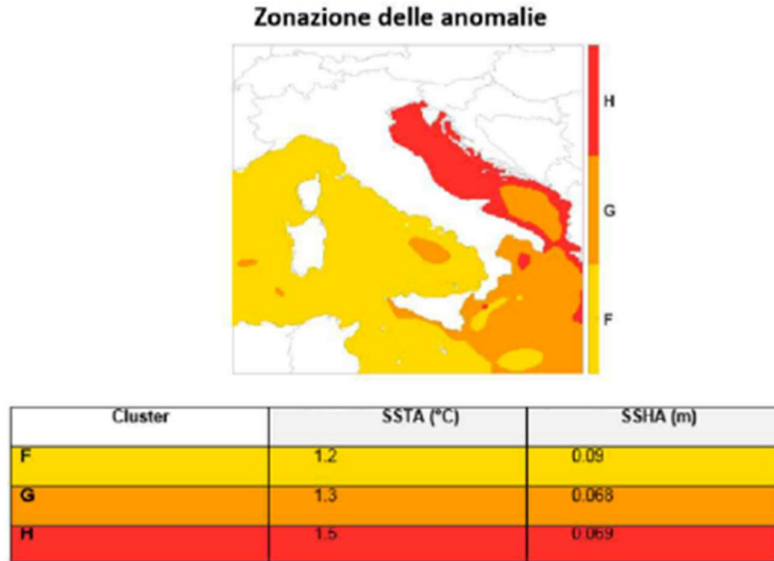 Zonazione delle anomalie
H
G
F
Cluster SSTA (°C) SSHA (m)
F 1.2 0.09
G 1.3 0.068
H 1.5 0.069